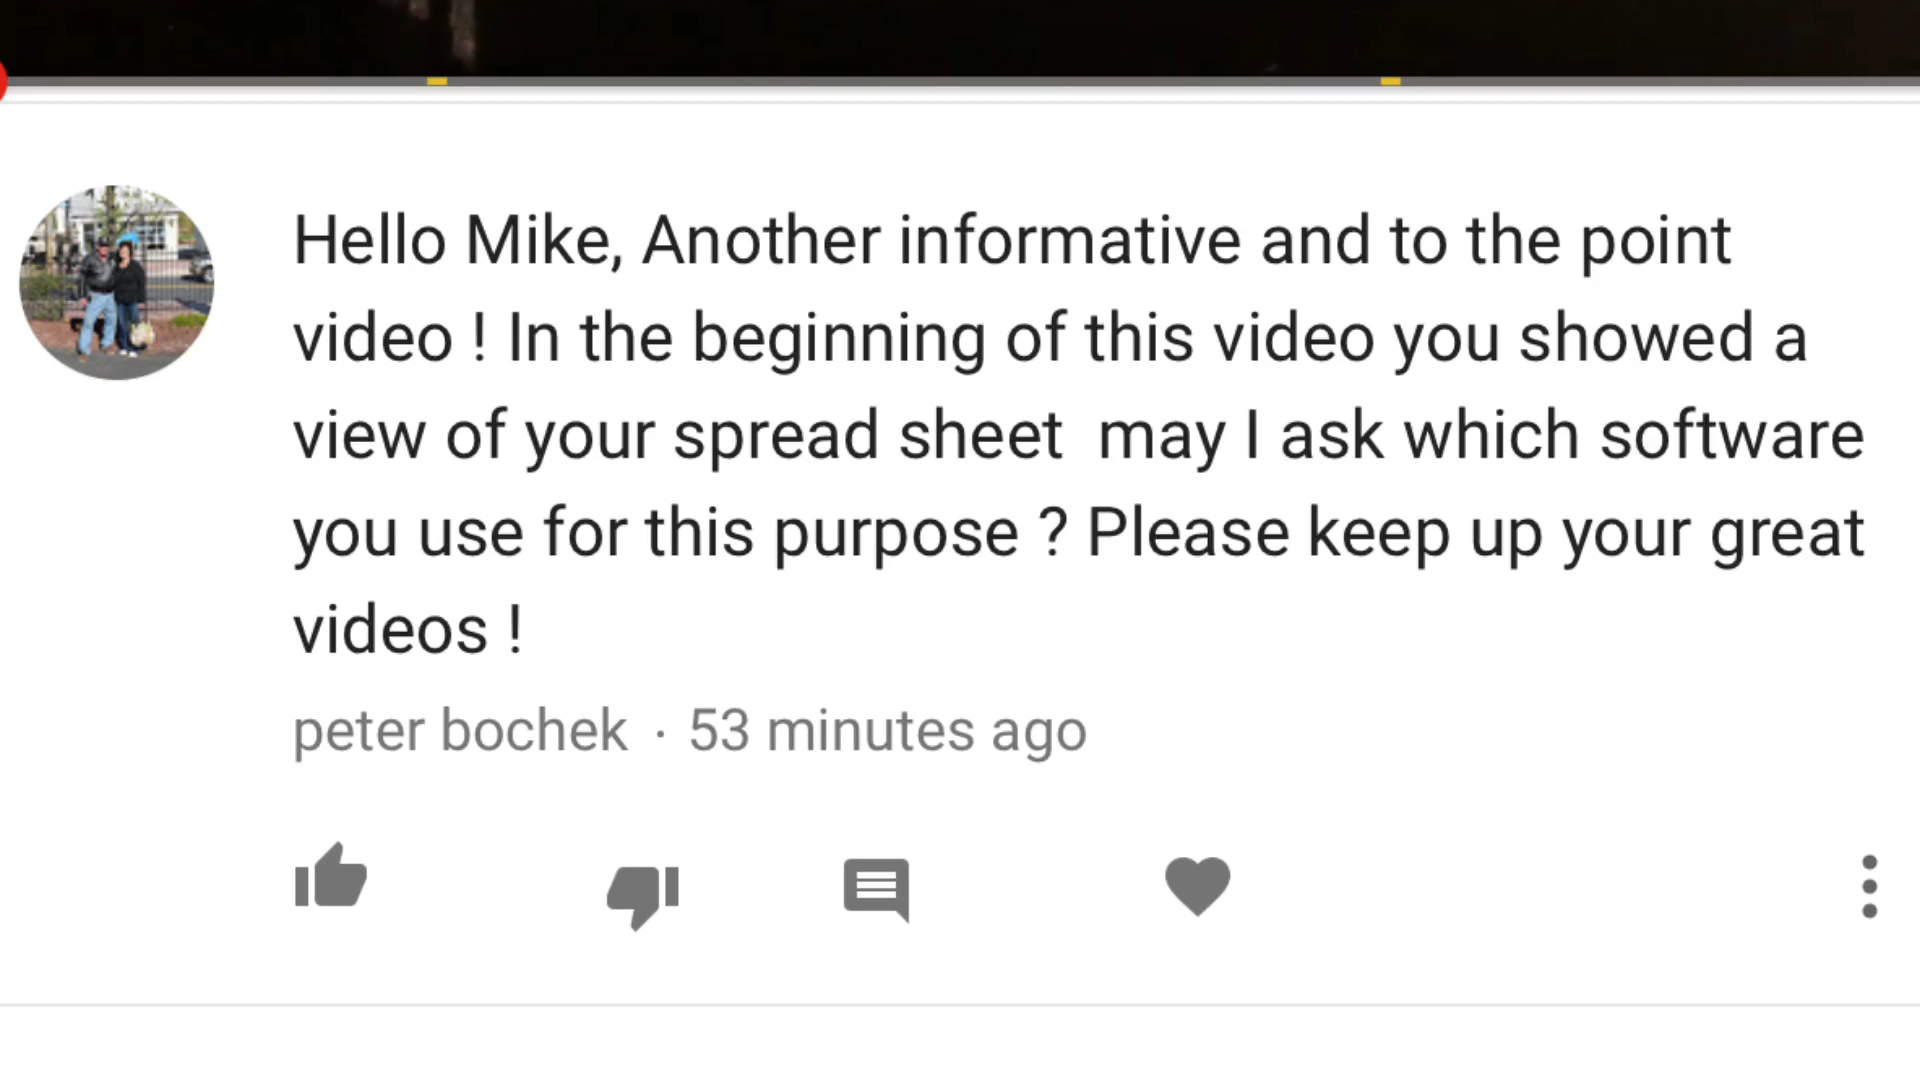 Hello Mike, Another informative and to the point
video ! In the beginning of this video you showed a
view of your spread sheet  may I ask which software
you use for this purpose ? Please keep up your great
videos !
peter bochek · 53 minutes ago